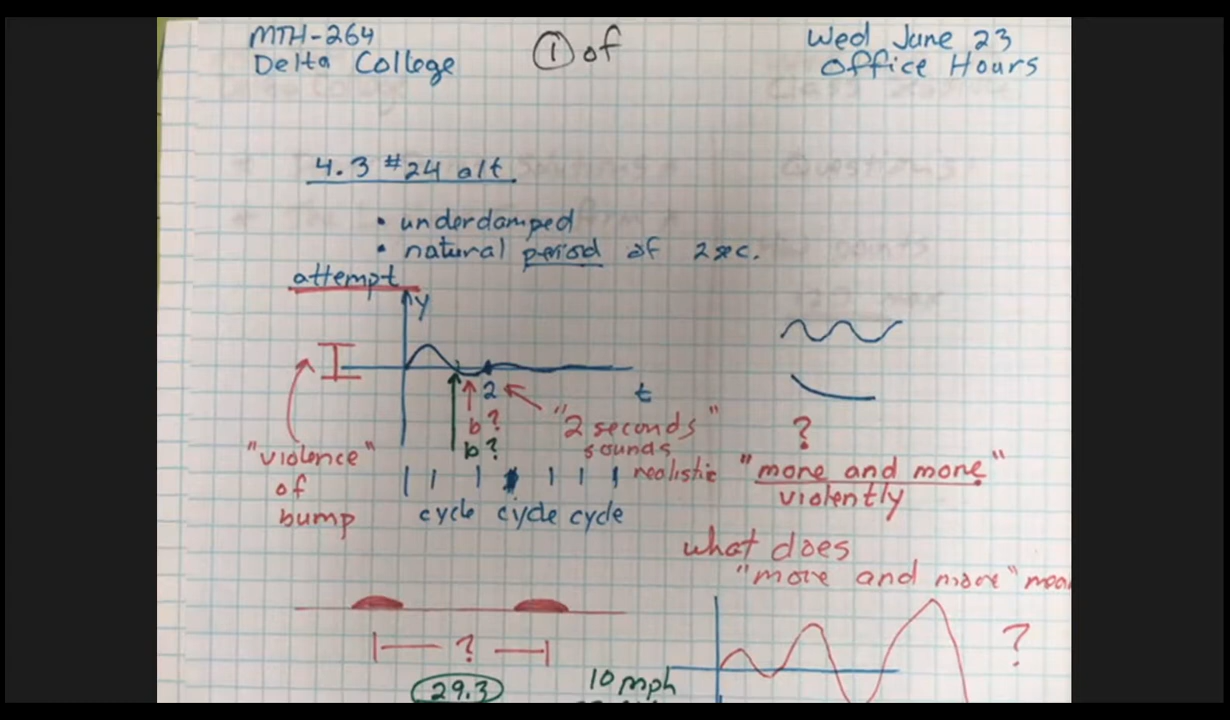 MTH-264
Delta College
① of
Wed June 23
Office Hours
4.3 #24 alt.
• underdamped
• natural period of 2 sec.
attempt
y
t
2
b?
b?
"2 seconds"
sounds
realistic
"violence"
of
bump
cycle cycle cycle
?
"more and more"
violently
what does
"more and more"
?
?
29.3
10 mph